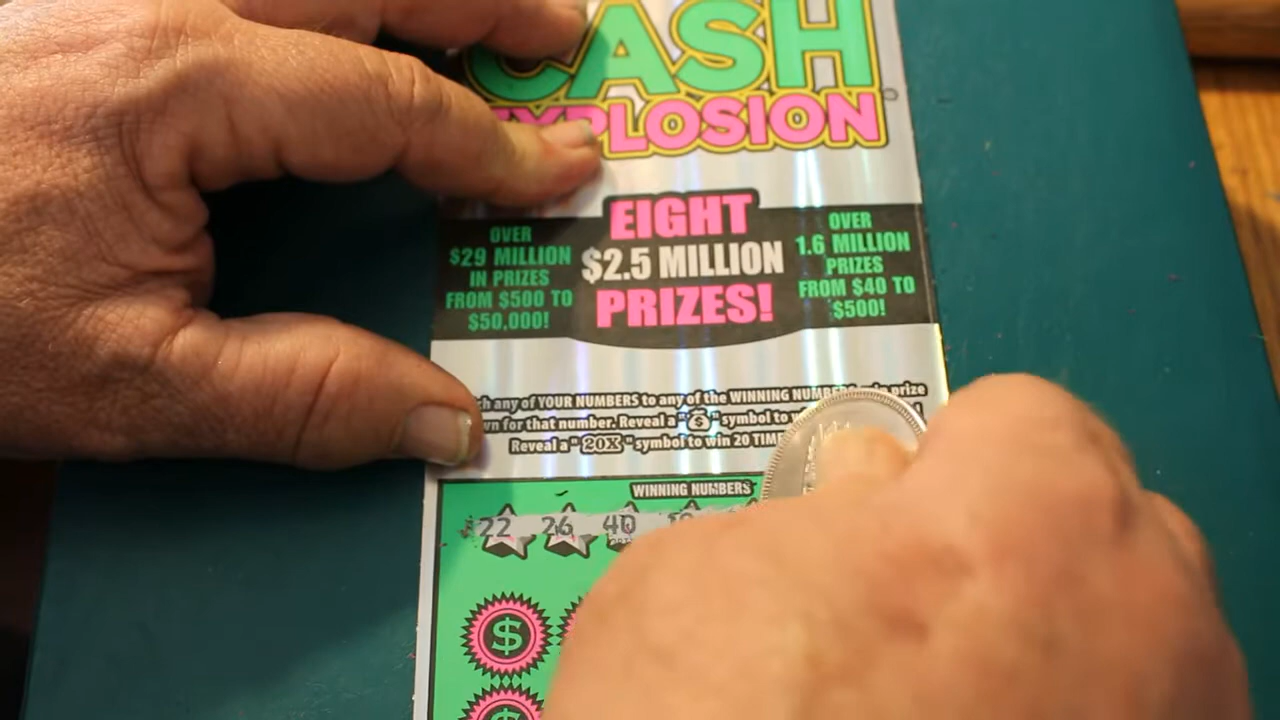 CASH
EXPLOSION
OVER
$29 MILLION
IN PRIZES
FROM $500 TO
$50,000!
EIGHT
$2.5 MILLION
PRIZES!
OVER
1.6 MILLION
PRIZES
FROM $40 TO
$500!
any of YOUR NUMBERS to any of the WINNING NUMBERS prize
for that number. Reveal a "$" symbol to
Reveal a "20X" symbol to win 20
WINNING NUMBERS
22 26 40
$
$